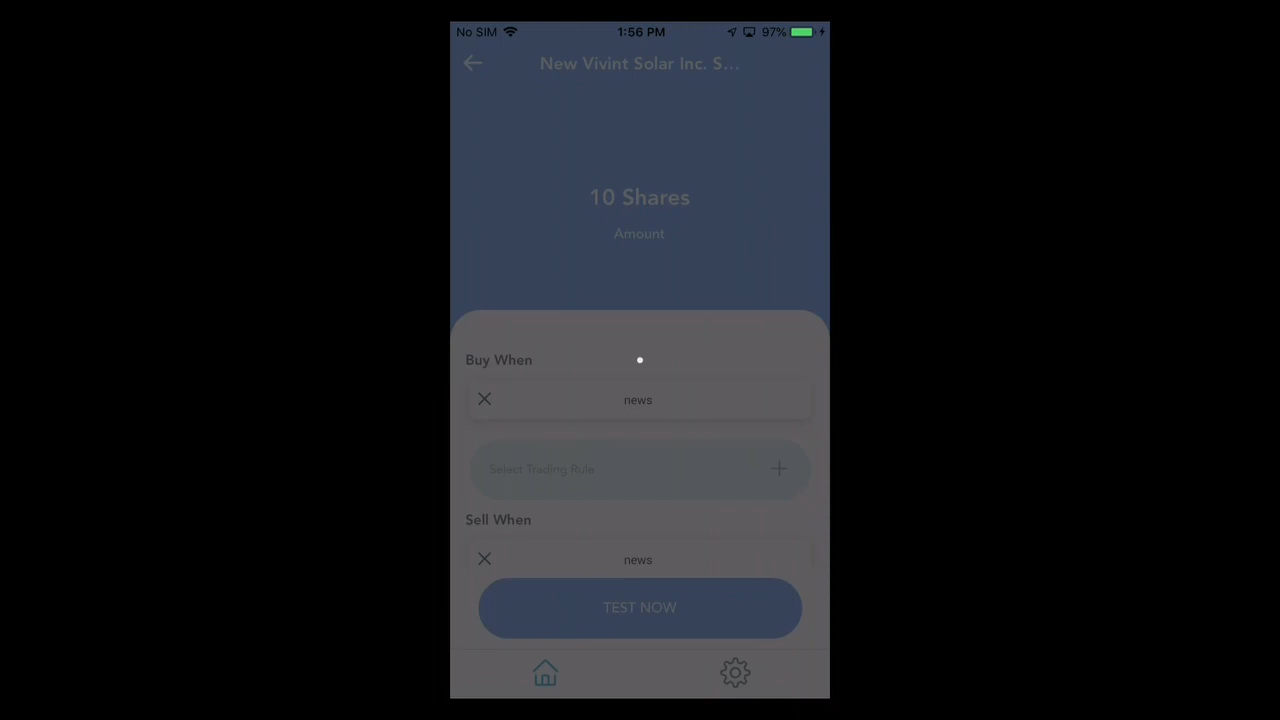 No SIM 1:56 PM 97%
New Vivint Solar Inc. S...
10 Shares
Amount
Buy When
news
Select Trading Rule
Sell When
news
TEST NOW